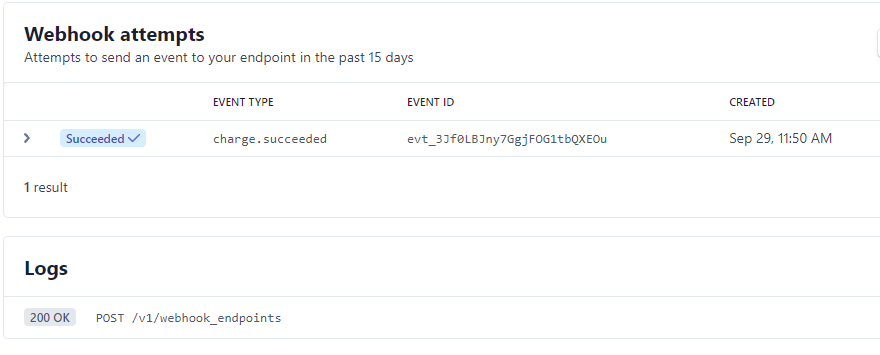 Webhook attempts
Attempts to send an event to your endpoint in the past 15 days
EVENT TYPE EVENT ID CREATED
Succeeded charge.succeeded evt_3Jf0LBJny7GgjFOG1tbQXEOu Sep 29, 11:50 AM
1 result
Logs
200 OK POST /v1/webhook_endpoints